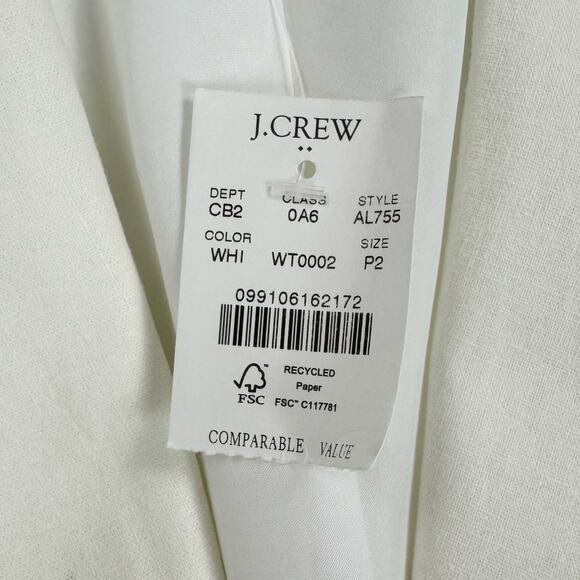 J.CREW
DEPT CLASS STYLE
CB2 0A6 AL755
COLOR SIZE
WHI WT0002 P2
099106162172
RECYCLED
Paper
FSC FSC™ C117781
COMPARABLE VALUE